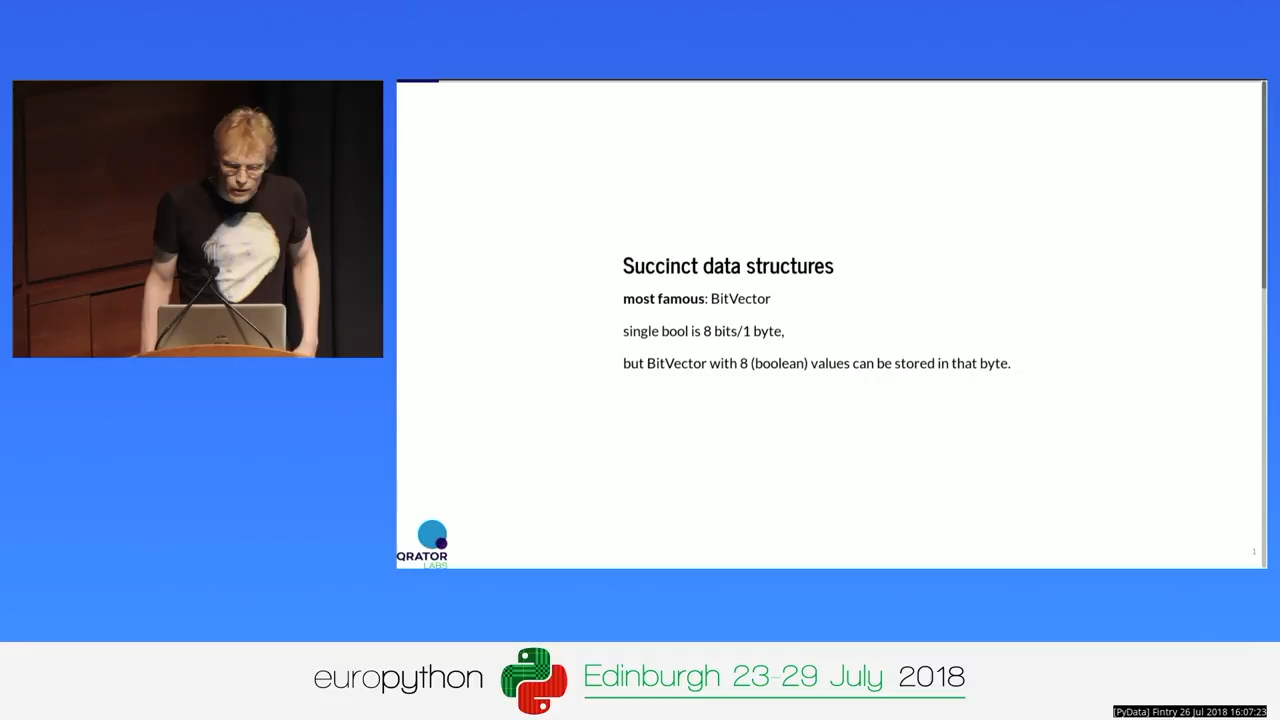 Succinct data structures
most famous: BitVector
single bool is 8 bits/1 byte,
but BitVector with 8 (boolean) values can be stored in that byte.
QRATOR
LABS
1
europython
Edinburgh 23-29 July 2018
[PyData] Fintry 26 Jul 2018 16:07:23